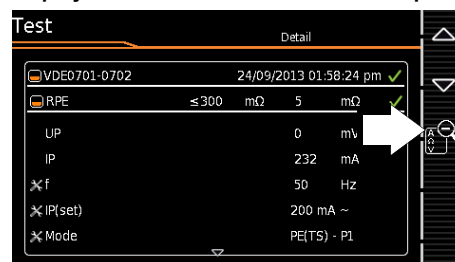 Test
Detail
VDE0701-0702 24/09/2013 01:58:24 pm ✓
RPE ≤300 mΩ 5 mΩ ✓
UP 0 mV
IP 232 mA
f 50 Hz
IP(set) 200 mA ~
Mode PE(TS) - P1